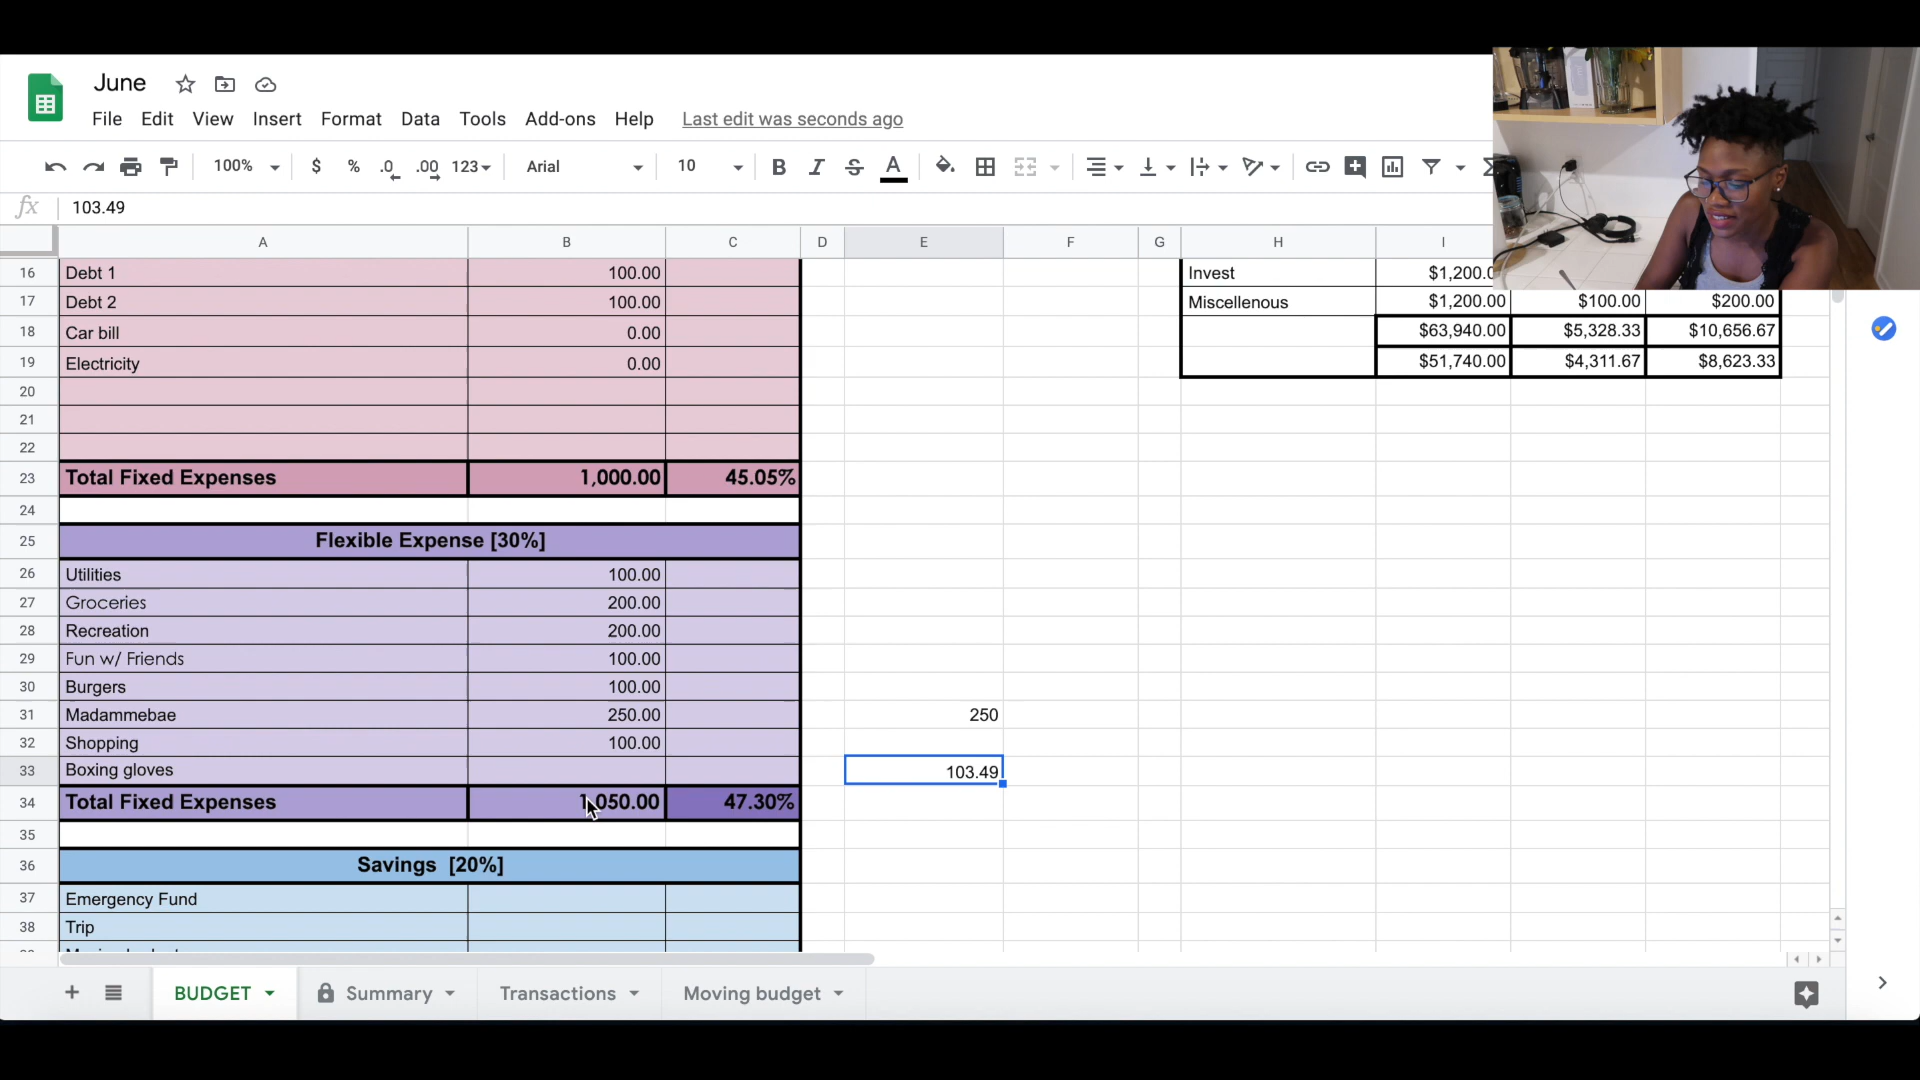 June
File Edit View Insert Format Data Tools Add-ons Help Last edit was seconds ago
100% $ % .0 .00 123 Arial 10 B I S A
fx 103.49
A B C D E F G H I
16 Debt 1 100.00 Invest
17 Debt 2 100.00 Miscellenous $1,200.00 $100.00 $200.00
18 Car bill 0.00 $63,940.00 $5,328.33 $10,656.67
19 Electricity 0.00 $51,740.00 $4,311.67 $8,623.33
20
21
22
23 Total Fixed Expenses 1,000.00 45.05%
24
25 Flexible Expense [30%]
26 Utilities 100.00
27 Groceries 200.00
28 Recreation 200.00
29 Fun w/ Friends 100.00
30 Burgers 100.00
31 Madammebae 250.00 250
32 Shopping 100.00
33 Boxing gloves 103.49
34 Total Fixed Expenses 1,050.00 47.30%
35
36 Savings [20%]
37 Emergency Fund
38 Trip
BUDGET Summary Transactions Moving budget